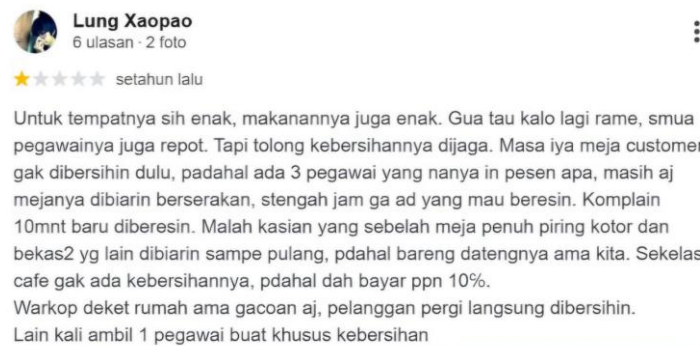 Lung Xaopao
6 ulasan · 2 foto
setahun lalu
Untuk tempatnya sih enak, makanannya juga enak. Gua tau kalo lagi rame, smua
pegawainya juga repot. Tapi tolong kebersihannya dijaga. Masa iya meja customer
gak dibersihin dulu, padahal ada 3 pegawai yang nanya in pesen apa, masih aj
mejanya dibiarin berserakan, stengah jam ga ad yang mau beresin. Komplain
10mnt baru diberesin. Malah kasian yang sebelah meja penuh piring kotor dan
bekas2 yg lain dibiarin sampe pulang, pdahal bareng datengnya ama kita. Sekelas
cafe gak ada kebersihannya, pdahal dah bayar ppn 10%.
Warkop deket rumah ama gacoan aj, pelanggan pergi langsung dibersihin.
Lain kali ambil 1 pegawai buat khusus kebersihan